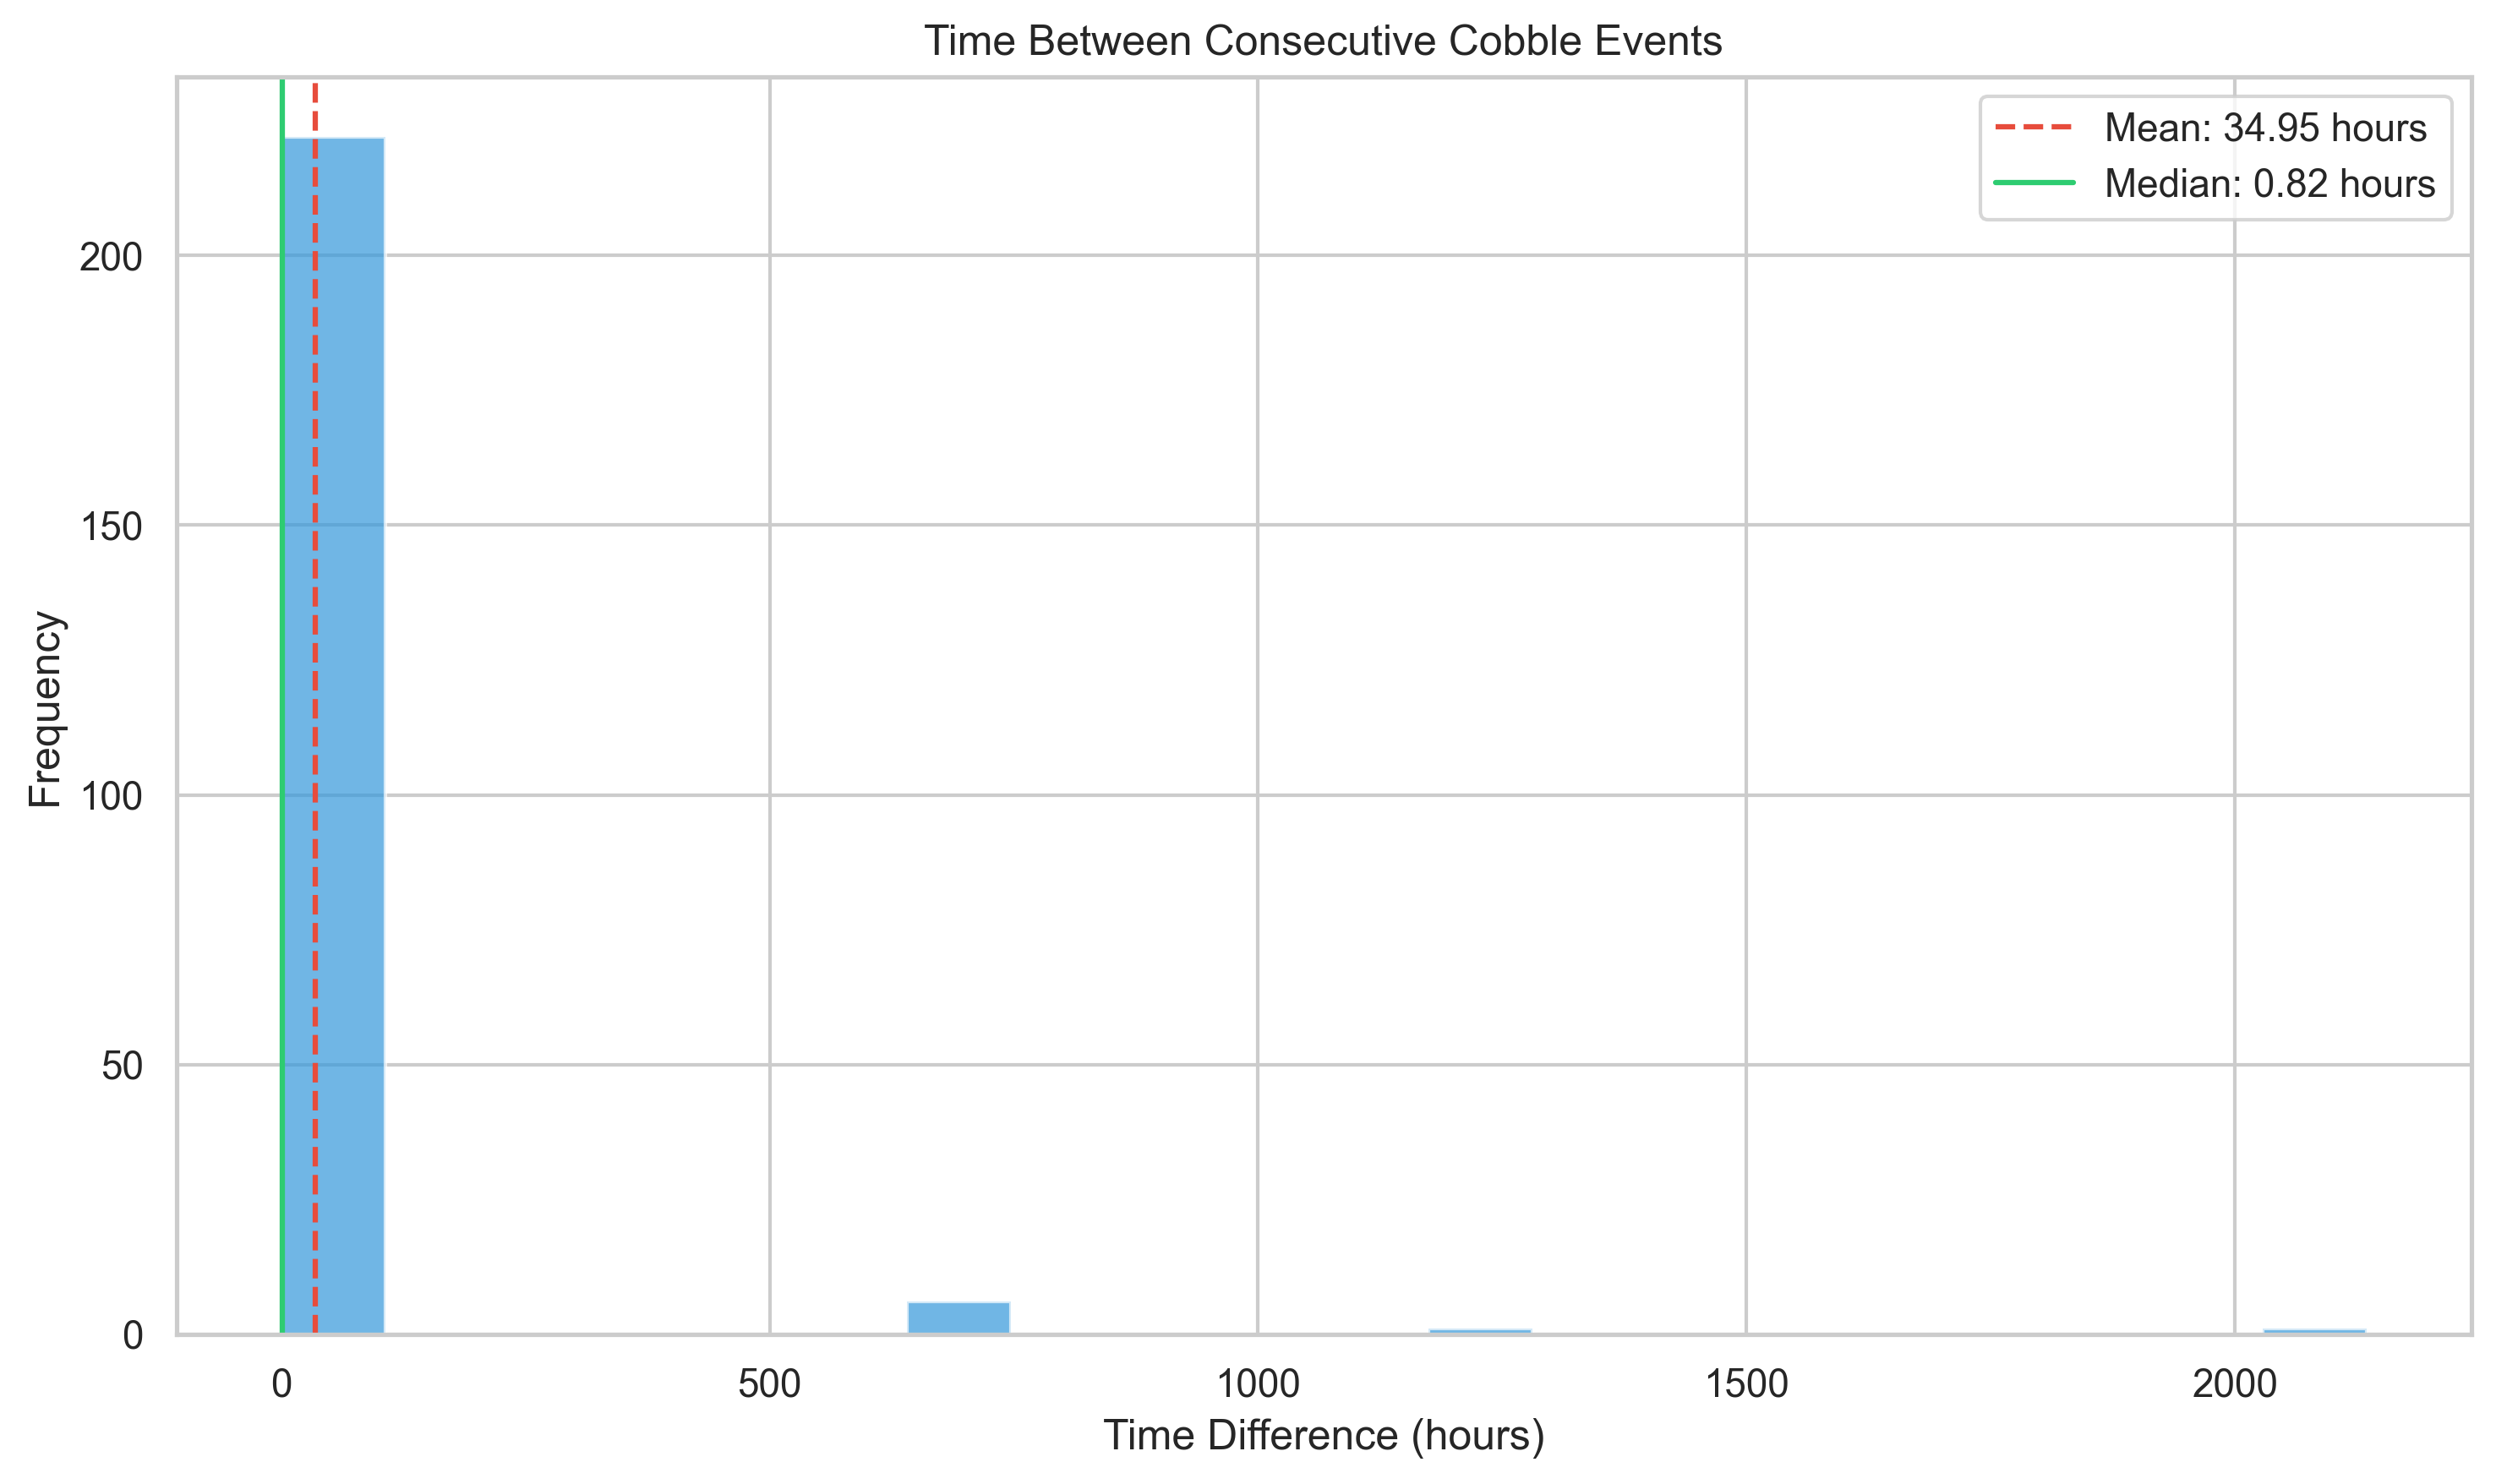 Time Between Consecutive Cobble Events
Mean: 34.95 hours
Median: 0.82 hours
200
150
100
50
0
Frequency
0 500 1000 1500 2000
Time Difference (hours)